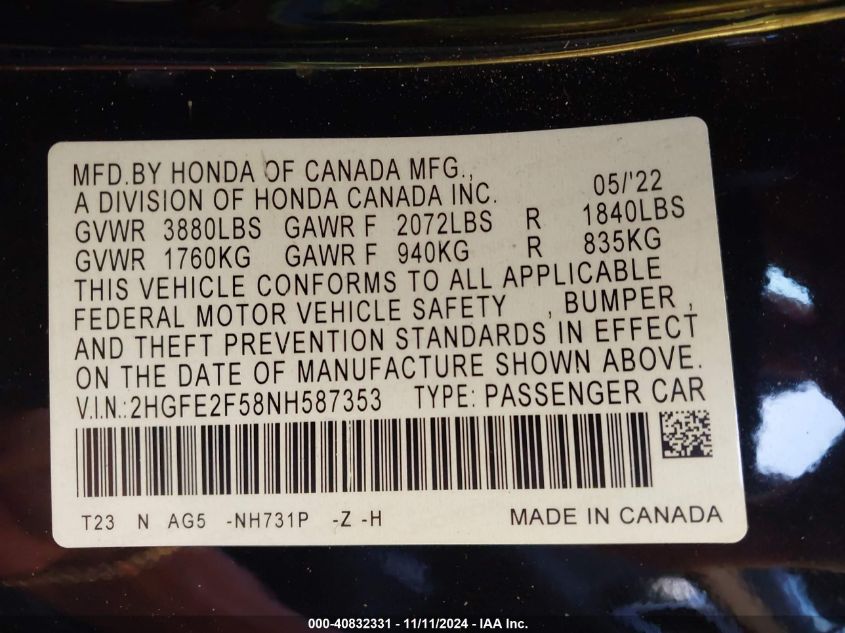 MFD.BY HONDA OF CANADA MFG.,
A DIVISION OF HONDA CANADA INC. 05/'22
GVWR 3880LBS GAWR F 2072LBS R 1840LBS
GVWR 1760KG GAWR F 940KG R 835KG
THIS VEHICLE CONFORMS TO ALL APPLICABLE
FEDERAL MOTOR VEHICLE SAFETY , BUMPER ,
AND THEFT PREVENTION STANDARDS IN EFFECT
ON THE DATE OF MANUFACTURE SHOWN ABOVE.
V.I.N.:2HGFE2F58NH587353 TYPE: PASSENGER CAR
T23 N AG5 -NH731P -Z -H MADE IN CANADA
000-40832331 - 11/11/2024 - IAA Inc.